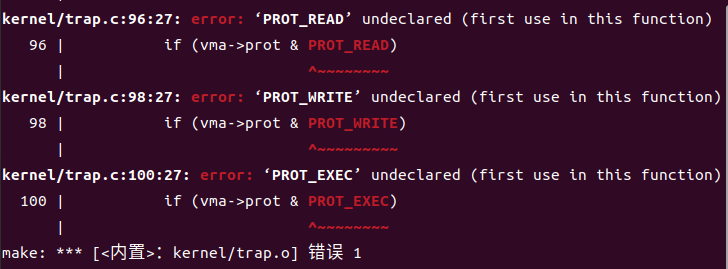 kernel/trap.c:96:27: error: ‘PROT_READ’ undeclared (first use in this function)
   96 |             if (vma->prot & PROT_READ)
      |                             ^~~~~~~~~
kernel/trap.c:98:27: error: ‘PROT_WRITE’ undeclared (first use in this function)
   98 |             if (vma->prot & PROT_WRITE)
      |                             ^~~~~~~~~~
kernel/trap.c:100:27: error: ‘PROT_EXEC’ undeclared (first use in this function)
  100 |             if (vma->prot & PROT_EXEC)
      |                             ^~~~~~~~~
make: *** [<内置>：kernel/trap.o] 错误 1